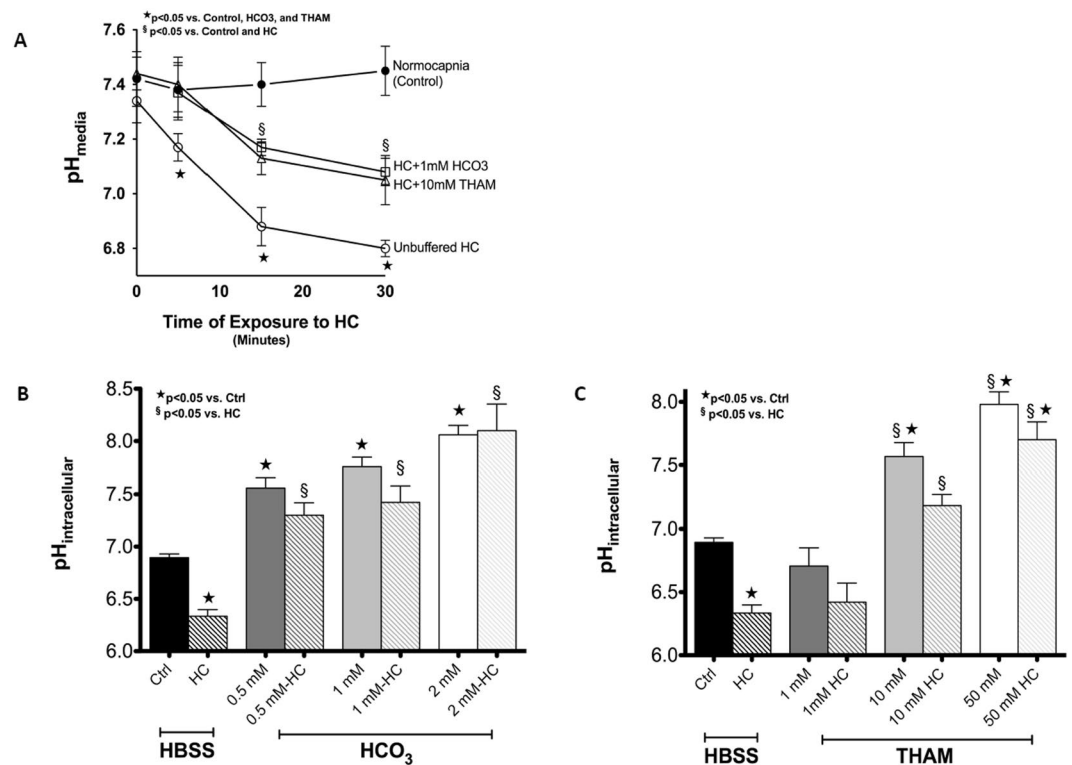 A
★p<0.05 vs. Control, HCO3, and THAM
§ p<0.05 vs. Control and HC
pHmedia
7.6
7.4
7.2
7.0
6.8
Normocapnia
(Control)
§
§
HC+1mM HCO3
HC+10mM THAM
Unbuffered HC
★
★
★
0 10 20 30
Time of Exposure to HC
(Minutes)
B
★p<0.05 vs. Ctrl
§ p<0.05 vs. HC
pHintracellular
8.5
8.0
7.5
7.0
6.5
6.0
★ ★ § ★ § ★ §
Ctrl
HC
0.5 mM
0.5 mM-HC
1 mM
1 mM-HC
2 mM
2 mM-HC
HBSS
HCO3
C
★p<0.05 vs. Ctrl
§ p<0.05 vs. HC
pHintracellular
8.0
7.5
7.0
6.5
6.0
★ § ★ § § ★ § ★
Ctrl
HC
1 mM
1mM HC
10 mM
10 mM HC
50 mM
50 mM HC
HBSS
THAM